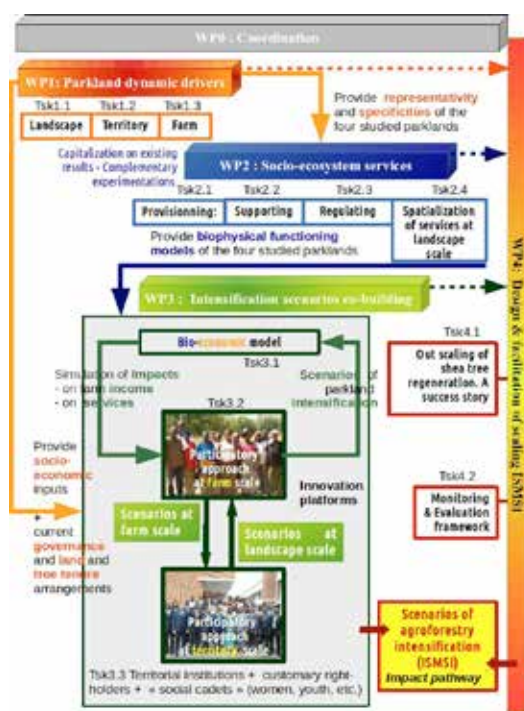 WP0 : Coordination
WP1: Parkland dynamic drivers
Tsk1.1 Tsk1.2 Tsk1.3
Landscape Territory Farm
Provide representativity
and specificities of the
four studied parklands
Capitalization on existing
results - Complementary
experimentations
WP2 : Socio-ecosystem services
Tsk2.1 Tsk2.2 Tsk2.3 Tsk2.4
Provisionning: Supporting Regulating
Spatialization
of services at
landscape
scale
Provide biophysical functioning
models of the four studied parklands
WP3 : Intensification scenarios co-building
Bio-economic model
Tsk3.1
Simulation of Impacts
- on farm income
- on services
Scenarios of
parkland
intensification
Tsk3.2
Participatory
approach
at farm scale
Innovation
platforms
Scenarios at
farm scale
Scenarios at
landscape scale
Participatory
approach
at territory scale
Tsk3.3 Territorial Institutions + customary right-
holders + « social cadets » (women, youth, etc.)
Provide
socio-
economic
inputs
+
current
governance
and land and
tree tenure
arrangements
Tsk4.1
Out scaling of
shea tree
regeneration. A
success story
Tsk4.2
Monitoring
& Evaluation
framework
Scenarios of
agroforestry
intensification
(ISMSI)
Impact pathway
WP4: Design & facilitation of scaling ISMSI